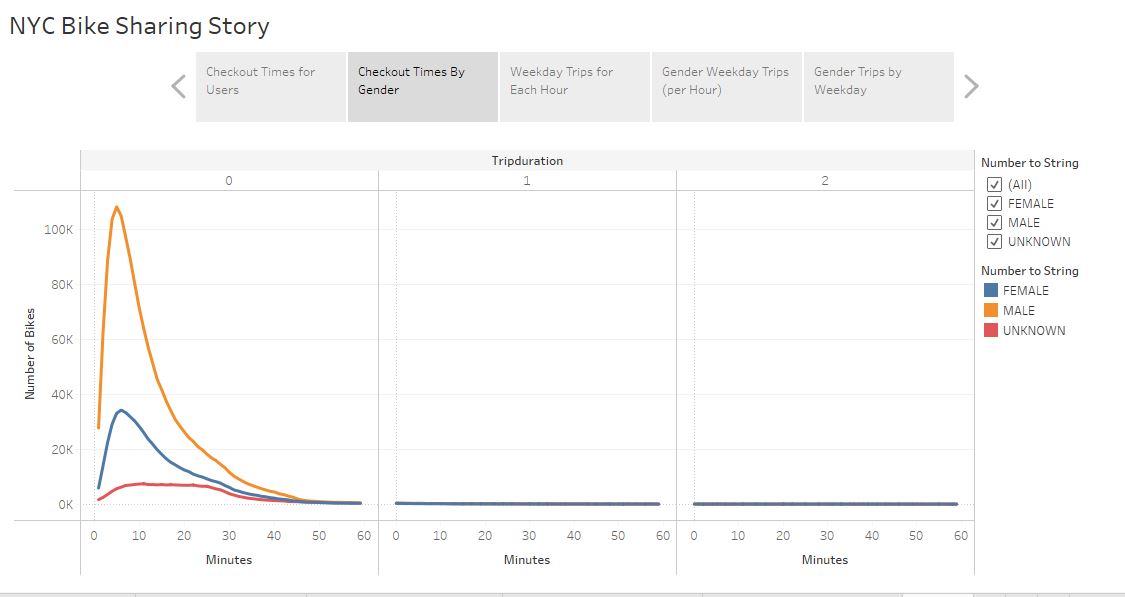 NYC Bike Sharing Story
Checkout Times for
Users
Checkout Times By
Gender
Weekday Trips for
Each Hour
Gender Weekday Trips
(per Hour)
Gender Trips by
Weekday
Tripduration
0 1 2
Number of Bikes
100K
80K
60K
40K
20K
0K
0 10 20 30 40 50 60 0 10 20 30 40 50 60 0 10 20 30 40 50 60
Minutes Minutes Minutes
Number to String
(All)
FEMALE
MALE
UNKNOWN
Number to String
FEMALE
MALE
UNKNOWN